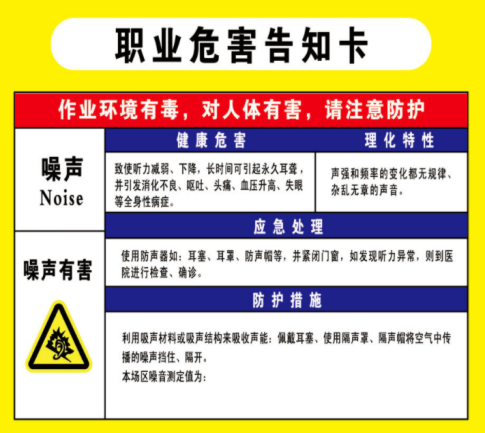 职业危害告知卡
作业环境有毒，对人体有害，请注意防护
噪声
Noise
健康危害
致使听力减弱、下降，长时间可引起永久耳聋，
并引发消化不良、呕吐、头痛、血压升高、失眠
等全身性病症。
理化特性
声强和频率的变化都无规律、
杂乱无章的声音。
噪声有害
应急处理
使用防声器如：耳塞、耳罩、防声帽等，并紧闭门窗，如发现听力异常，则到医
院进行检查、确诊。
防护措施
利用吸声材料或吸声结构来吸收声能：佩戴耳塞、使用隔声罩、隔声帽将空气中传
播的噪声挡住、隔开。
本场区噪音测定值为：